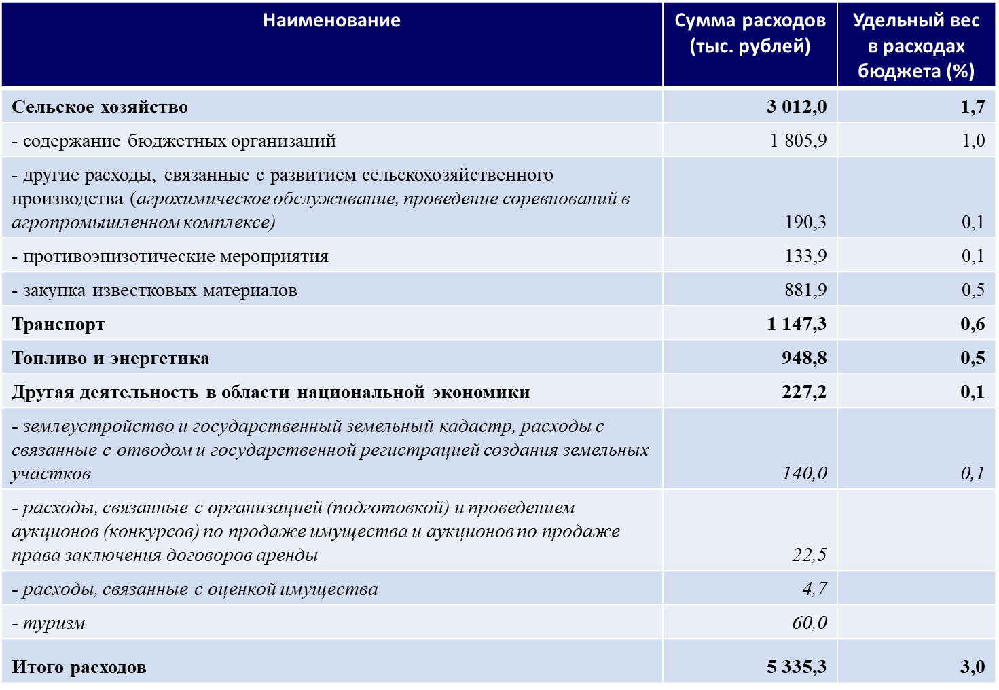 Наименование
Сумма расходов
(тыс. рублей)
Удельный вес
в расходах
бюджета (%)
Сельское хозяйство 3 012,0 1,7
- содержание бюджетных организаций 1 805,9 1,0
- другие расходы, связанные с развитием сельскохозяйственного
производства (агрохимическое обслуживание, проведение соревнований в
агропромышленном комплексе) 190,3 0,1
- противоэпизотические мероприятия 133,9 0,1
- закупка известковых материалов 881,9 0,5
Транспорт 1 147,3 0,6
Топливо и энергетика 948,8 0,5
Другая деятельность в области национальной экономики 227,2 0,1
- землеустройство и государственный земельный кадастр, расходы с
связанные с отводом и государственной регистрацией создания земельных
участков 140,0 0,1
- расходы, связанные с организацией (подготовкой) и проведением
аукционов (конкурсов) по продаже имущества и аукционов по продаже
права заключения договоров аренды 22,5
- расходы, связанные с оценкой имущества 4,7
- туризм 60,0
Итого расходов 5 335,3 3,0